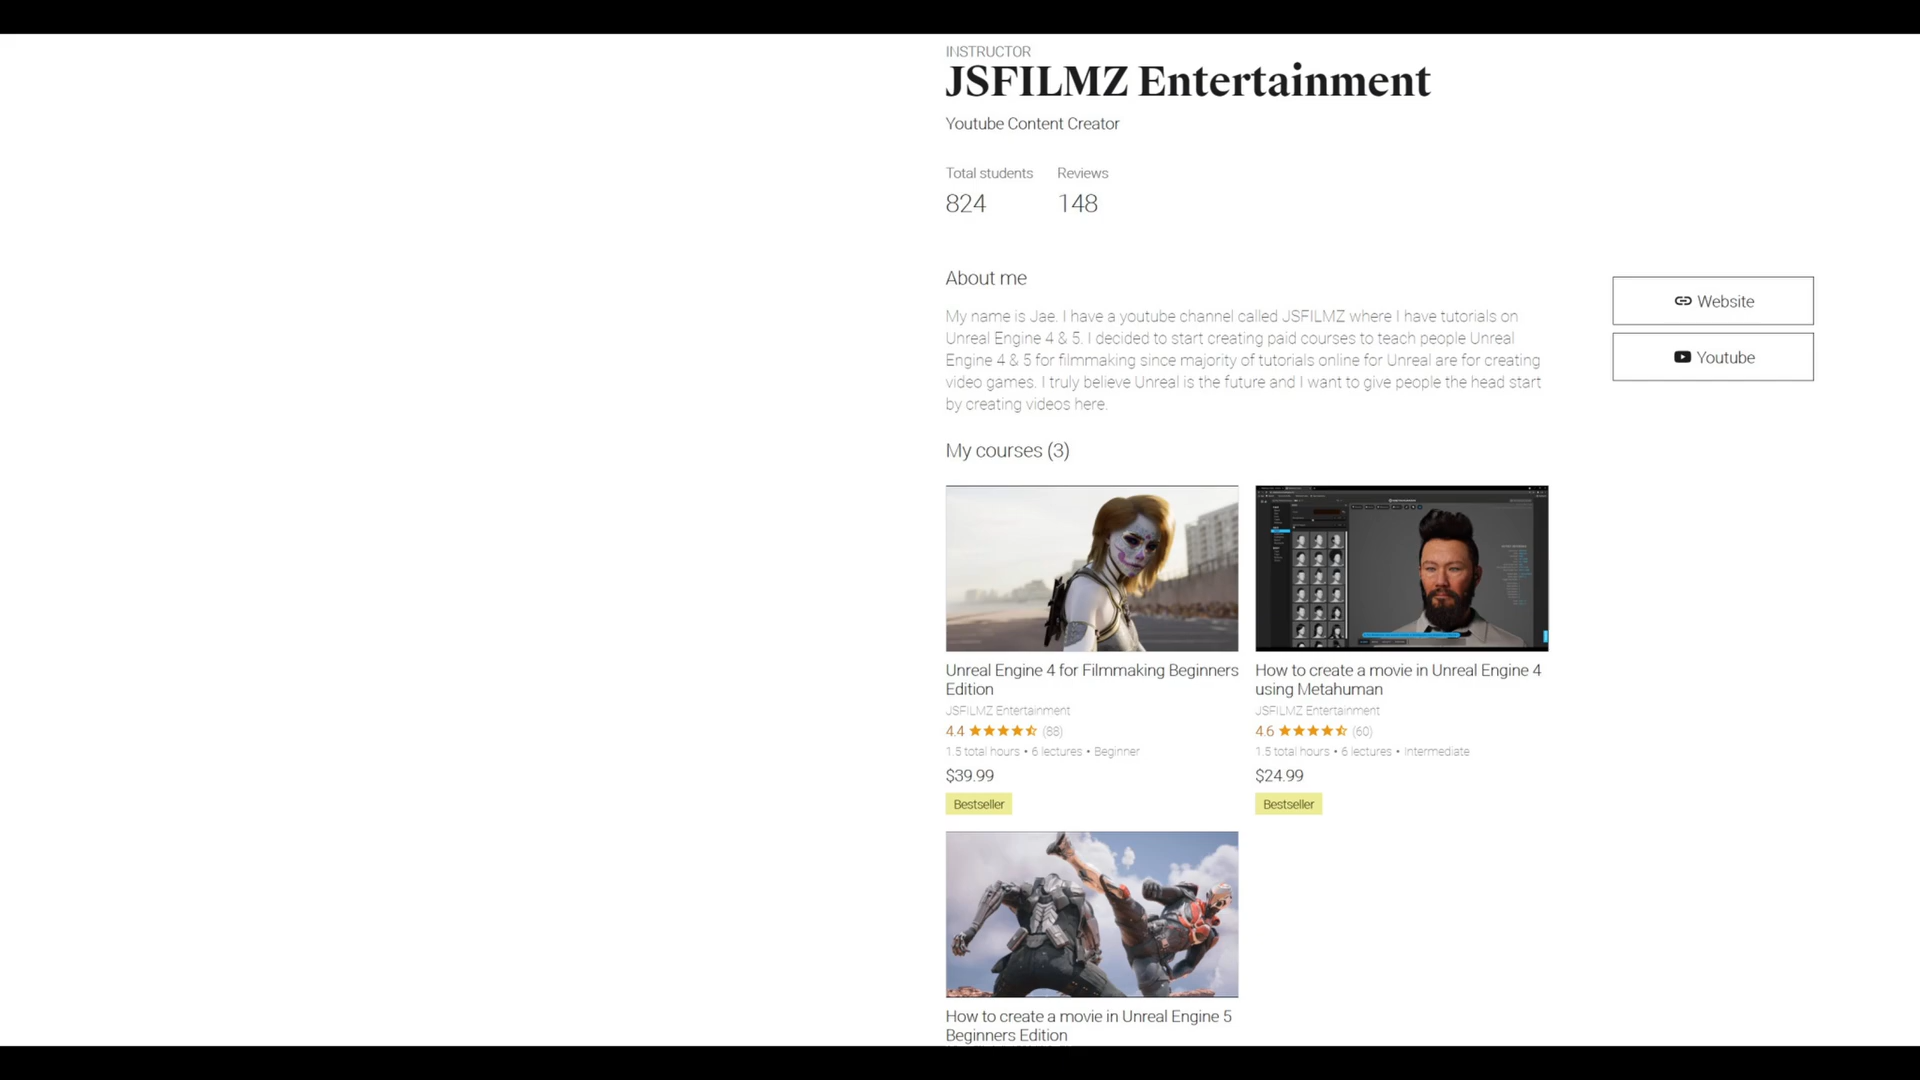 INSTRUCTOR
JSFILMZ Entertainment
Youtube Content Creator
Total students
Reviews
824
148
About me
My name is Jae. I have a youtube channel called JSFILMZ where I have tutorials on
Unreal Engine 4 & 5. I decided to start creating paid courses to teach people Unreal
Engine 4 & 5 for filmmaking since majority of tutorials online for Unreal are for creating
video games. I truly believe Unreal is the future and I want to give people the head start
by creating videos here.
Website
Youtube
My courses (3)
Unreal Engine 4 for Filmmaking Beginners
Edition
JSFILMZ Entertainment
4.4 (88)
1.5 total hours • 6 lectures • Beginner
$39.99
Bestseller
How to create a movie in Unreal Engine 4
using Metahuman
JSFILMZ Entertainment
4.6 (60)
1.5 total hours • 6 lectures • Intermediate
$24.99
Bestseller
How to create a movie in Unreal Engine 5
Beginners Edition